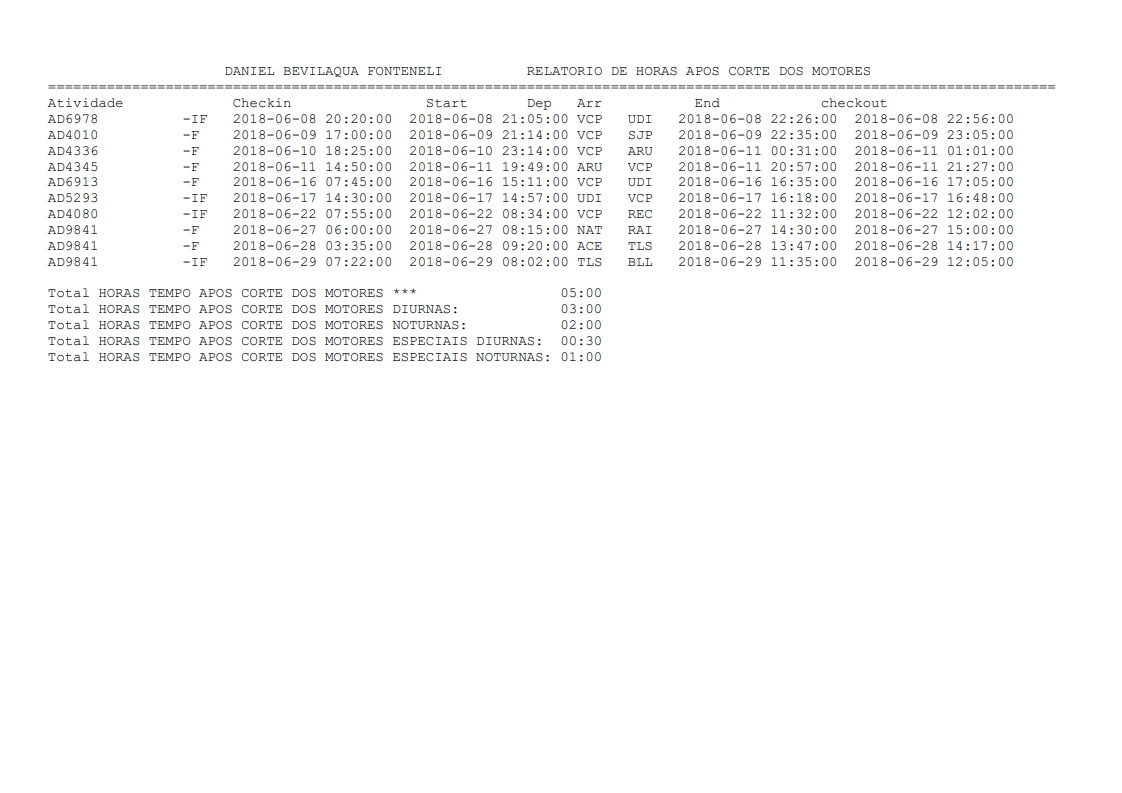 DANIEL BEVILAQUA FONTENELI          RELATORIO DE HORAS APOS CORTE DOS MOTORES
========================================================================================================================
Atividade             Checkin                Start       Dep   Arr           End            checkout
AD6978          -IF   2018-06-08 20:20:00  2018-06-08 21:05:00 VCP   UDI   2018-06-08 22:26:00  2018-06-08 22:56:00
AD4010          -F    2018-06-09 17:00:00  2018-06-09 21:14:00 VCP   SJP   2018-06-09 22:35:00  2018-06-09 23:05:00
AD4336          -F    2018-06-10 18:25:00  2018-06-10 23:14:00 VCP   ARU   2018-06-11 00:31:00  2018-06-11 01:01:00
AD4345          -F    2018-06-11 14:50:00  2018-06-11 19:49:00 ARU   VCP   2018-06-11 20:57:00  2018-06-11 21:27:00
AD6913          -F    2018-06-16 07:45:00  2018-06-16 15:11:00 VCP   UDI   2018-06-16 16:35:00  2018-06-16 17:05:00
AD5293          -IF   2018-06-17 14:30:00  2018-06-17 14:57:00 UDI   VCP   2018-06-17 16:18:00  2018-06-17 16:48:00
AD4080          -IF   2018-06-22 07:55:00  2018-06-22 08:34:00 VCP   REC   2018-06-22 11:32:00  2018-06-22 12:02:00
AD9841          -F    2018-06-27 06:00:00  2018-06-27 08:15:00 NAT   RAI   2018-06-27 14:30:00  2018-06-27 15:00:00
AD9841          -F    2018-06-28 03:35:00  2018-06-28 09:20:00 ACE   TLS   2018-06-28 13:47:00  2018-06-28 14:17:00
AD9841          -IF   2018-06-29 07:22:00  2018-06-29 08:02:00 TLS   BLL   2018-06-29 11:35:00  2018-06-29 12:05:00
Total HORAS TEMPO APOS CORTE DOS MOTORES ***                 05:00
Total HORAS TEMPO APOS CORTE DOS MOTORES DIURNAS:            03:00
Total HORAS TEMPO APOS CORTE DOS MOTORES NOTURNAS:           02:00
Total HORAS TEMPO APOS CORTE DOS MOTORES ESPECIAIS DIURNAS:  00:30
Total HORAS TEMPO APOS CORTE DOS MOTORES ESPECIAIS NOTURNAS: 01:00